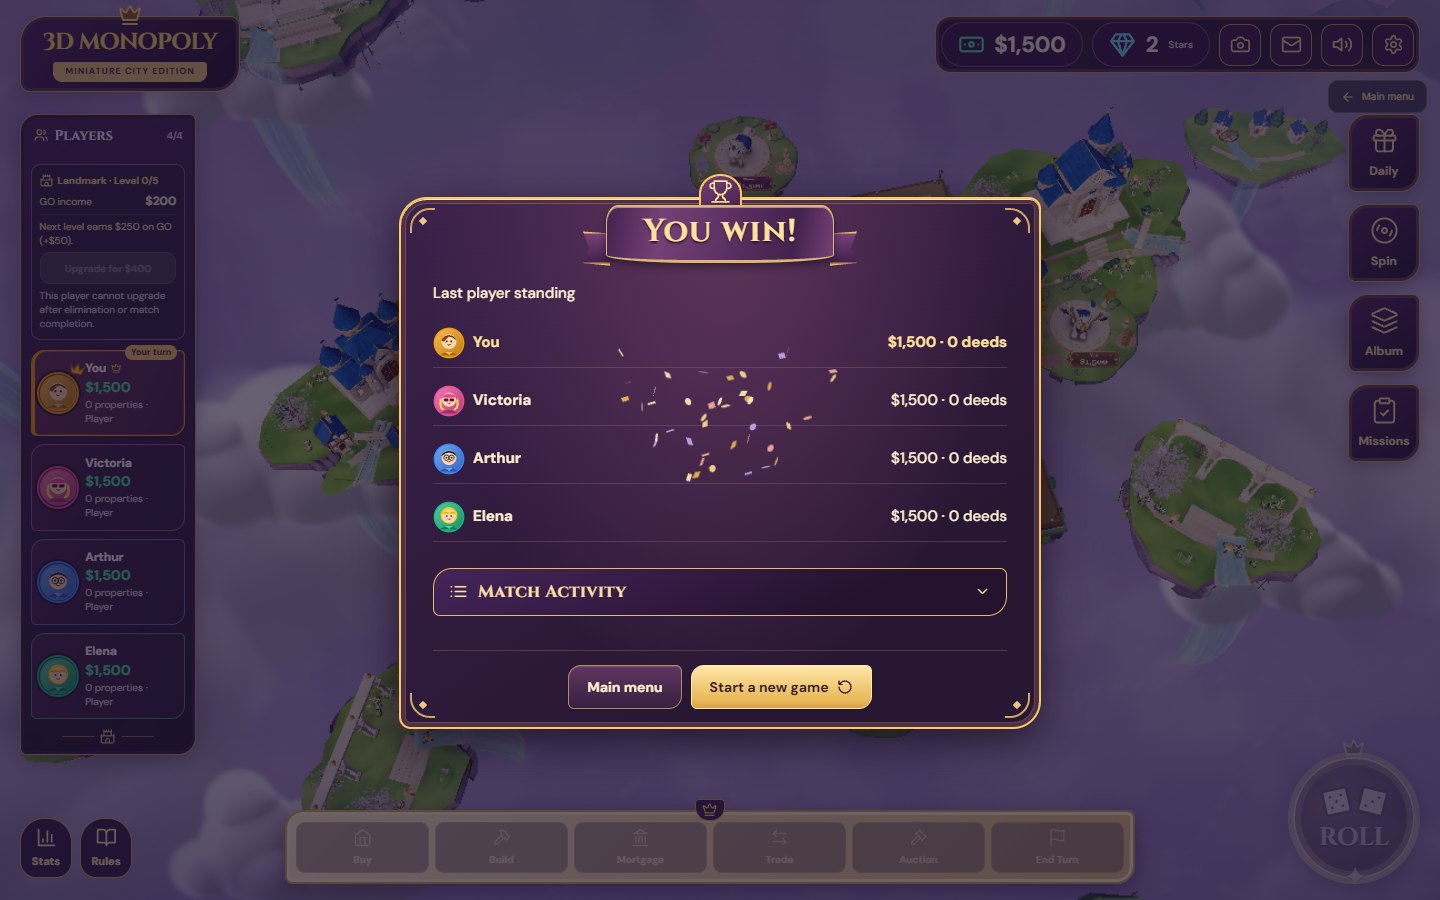 3D MONOPOLY
MINIATURE CITY EDITION
$1,500
2 Stars
Main menu
PLAYERS 4/4
Landmark · Level 0/5
GO income $200
Next level earns $250 on GO
(+$50).
Upgrade for $400
This player cannot upgrade
after elimination or match
completion.
Your turn
You
$1,500
0 properties ·
Player
Victoria
$1,500
0 properties ·
Player
Arthur
$1,500
0 properties ·
Player
Elena
$1,500
0 properties ·
Player
Daily
Spin
Album
Missions
YOU WIN!
Last player standing
You $1,500 · 0 deeds
Victoria $1,500 · 0 deeds
Arthur $1,500 · 0 deeds
Elena $1,500 · 0 deeds
MATCH ACTIVITY
Main menu
Start a new game
You
$1,500
Stats
Rules
Buy
Build
Mortgage
Trade
Auction
End Turn
ROLL